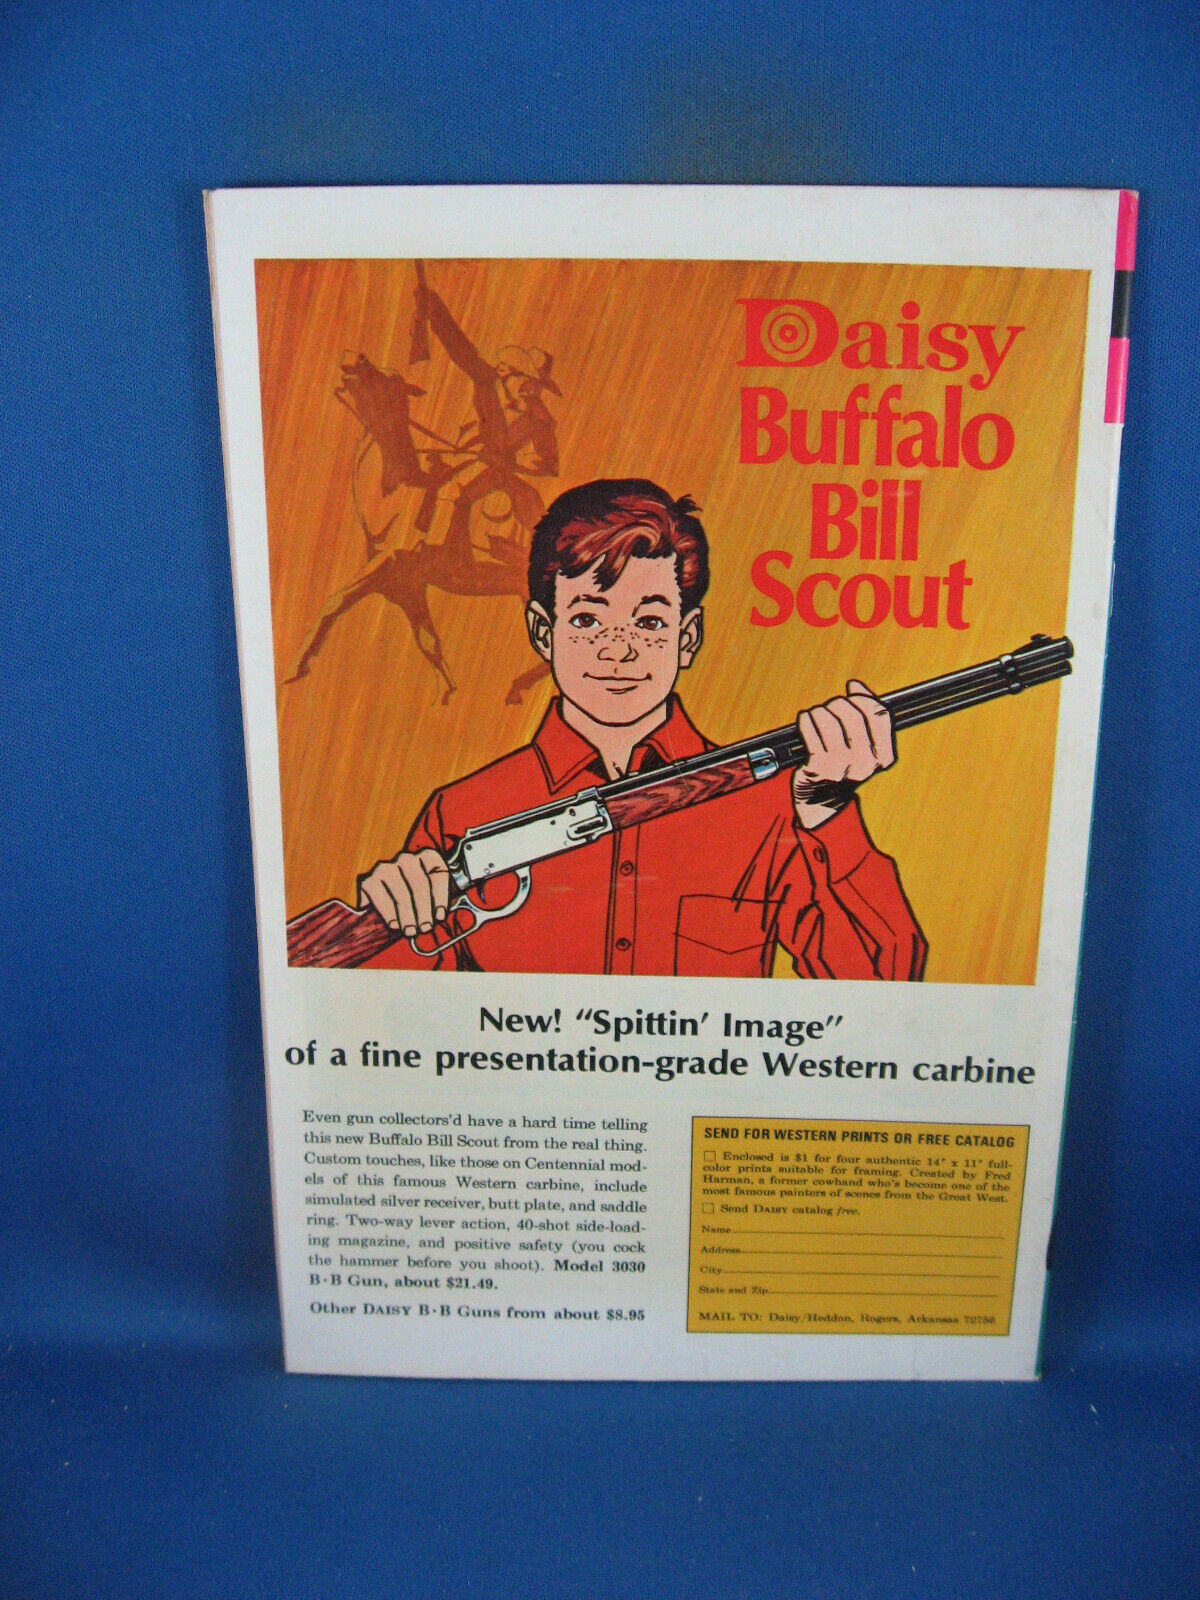 Daisy
Buffalo
Bill
Scout
New! "Spittin' Image"
of a fine presentation-grade Western carbine
Even gun collectors'd have a hard time telling
this new Buffalo Bill Scout from the real thing.
Custom touches, like those on Centennial mod-
els of this famous Western carbine, include
simulated silver receiver, butt plate, and saddle
ring. Two-way lever action, 40-shot side-load-
ing magazine, and positive safety (you cock
the hammer before you shoot). Model 3030
B·B Gun, about $21.49.
Other DAISY B·B Guns from about $8.95
SEND FOR WESTERN PRINTS OR FREE CATALOG
Enclosed is $1 for four authentic 14" x 11" full-
color prints suitable for framing. Created by Fred
Harman, a former cowhand who's become one of the
most famous painters of scenes from the Great West.
Send DAISY catalog free.
Name
Address
City
State and Zip
MAIL TO: Daisy/Heddon, Rogers, Arkansas 72756